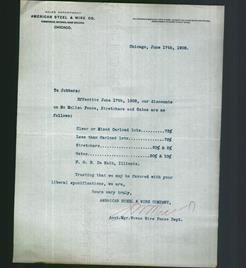 SALES DEPARTMENT
AMERICAN STEEL & WIRE CO.
CHICAGO.
Chicago, June 17th, 1908.
To Jobbers:
Effective June 17th, 1908, our discounts
on Mc Mullen Fence, Stretchers and Gates are as
follows:
Clear or Mixed Carload lots
Less than Carload lots
Stretchers
Gates
F. O. B. De Kalb, Illinois.
Trusting that we may be favored with your
liberal specifications, we are,
Yours very truly,
AMERICAN STEEL & WIRE COMPANY,
Asst. Mgr. Woven Wire Fence Dept.